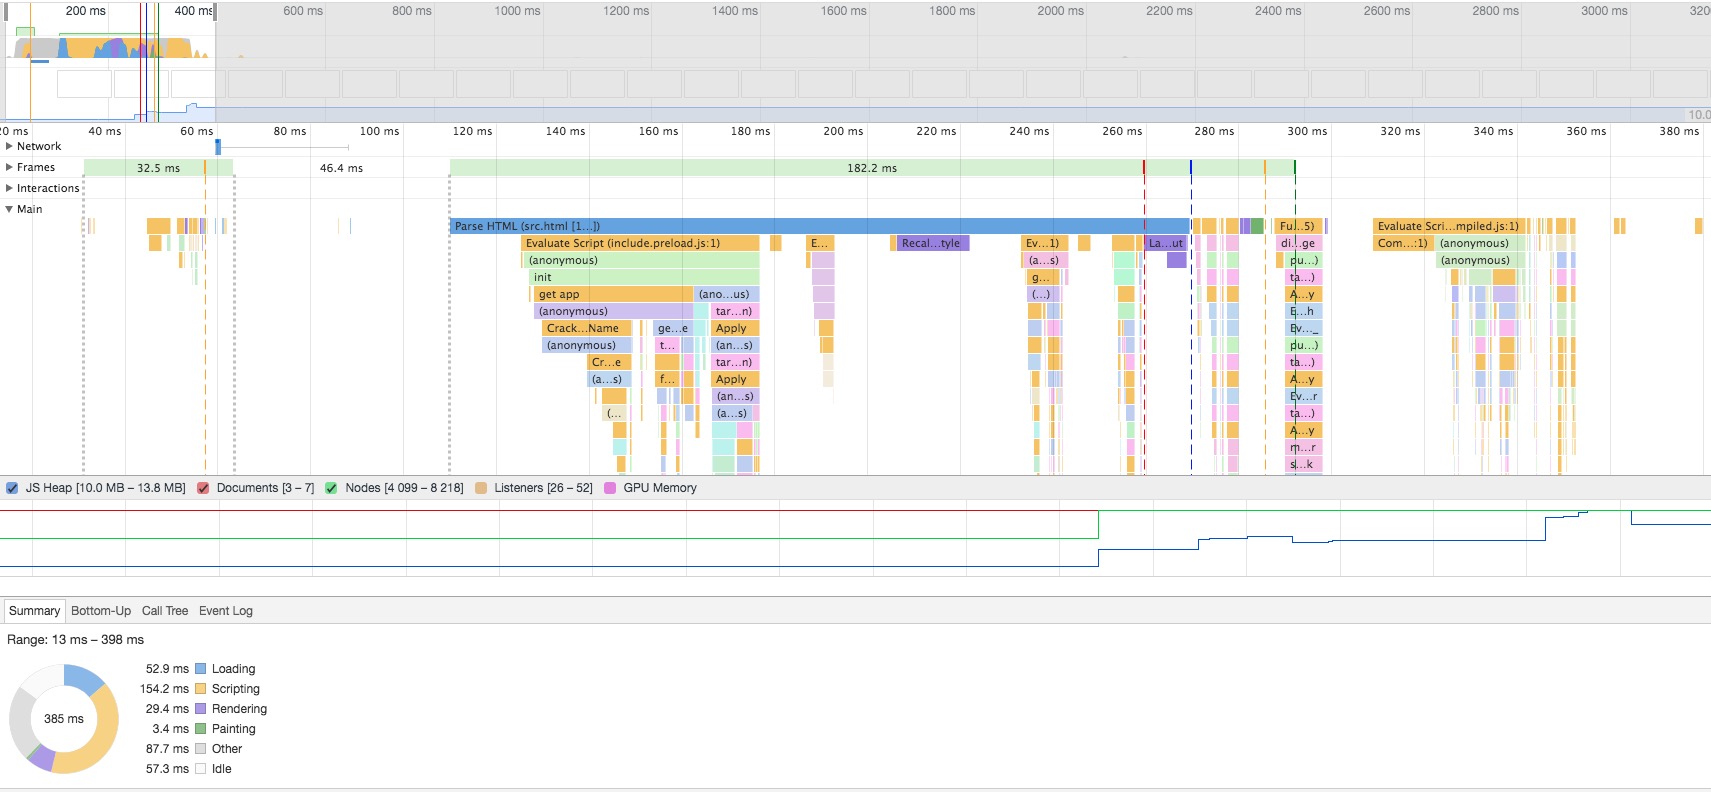 200 ms 400 ms 600 ms 800 ms 1000 ms 1200 ms 1400 ms 1600 ms 1800 ms 2000 ms 2200 ms 2400 ms 2600 ms 2800 ms 3000 ms 320
10.0
20 ms 40 ms 60 ms 80 ms 100 ms 120 ms 140 ms 160 ms 180 ms 200 ms 220 ms 240 ms 260 ms 280 ms 300 ms 320 ms 340 ms 360 ms 380 ms
Network
Frames 32.5 ms 46.4 ms 182.2 ms
Interactions
Main
Parse HTML (src.html [1...]) Fu...5) Evaluate Scri...mpiled.js:1)
Evaluate Script (include.preload.js:1) E... Recal...tyle Ev...1) La...ut di...ge Com...:1) (anonymous)
(anonymous) (a...s) pu...) (anonymous)
init g... ta...)
get app (ano...us) (...) A...y
(anonymous) tar...n) E...h
Crack...Name ge...e Apply Ev..._
(anonymous) t... (an...s) pu...)
Cr...e tar...n) ta...)
(a...s) f... Apply A...y
(an...s) Ev...r
(... (a...s) ta...)
A...y
m...r
s...k
JS Heap [10.0 MB – 13.8 MB] Documents [3 – 7] Nodes [4 099 – 8 218] Listeners [26 – 52] GPU Memory
Summary Bottom-Up Call Tree Event Log
Range: 13 ms – 398 ms
52.9 ms Loading
154.2 ms Scripting
29.4 ms Rendering
385 ms
3.4 ms Painting
87.7 ms Other
57.3 ms Idle